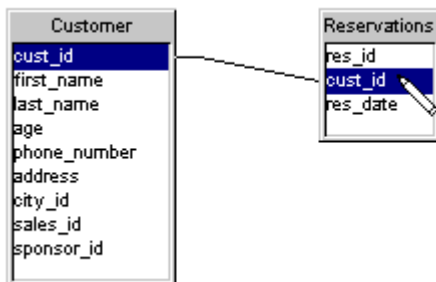 Customer
cust_id
first_name
last_name
age
phone_number
address
city_id
sales_id
sponsor_id
Reservations
res_id
cust_id
res_date